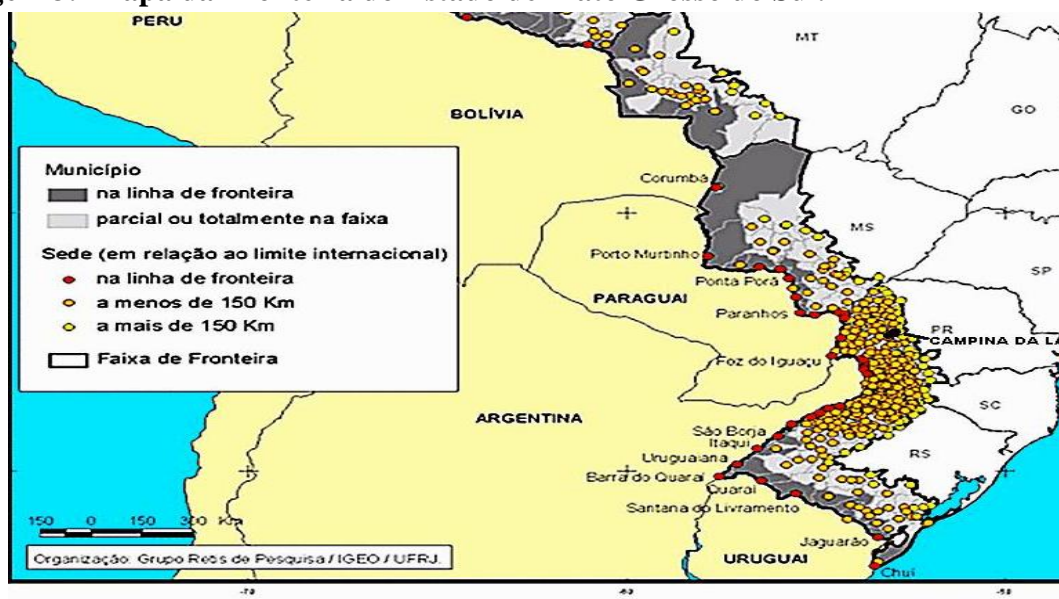 PERU
MT
GO
BOLÍVIA
Município
na linha de fronteira
parcial ou totalmente na faixa
Sede (em relação ao limite internacional)
na linha de fronteira
a menos de 150 Km
a mais de 150 Km
Faixa de Fronteira
Corumbá
MS
SP
Porto Murtinho
Ponta Porã
PARAGUAI
Paranhos
PR
CAMPINA DA LA
Foz do Iguaçu
SC
ARGENTINA
São Borja
Itaqui
RS
Uruguaiana
Barra do Quaraí
Quaraí
Santana do Livramento
150 0 150 300 Km
Jaguarão
Organização: Grupo Retis de Pesquisa / IGEO / UFRJ.
URUGUAI
Chuí